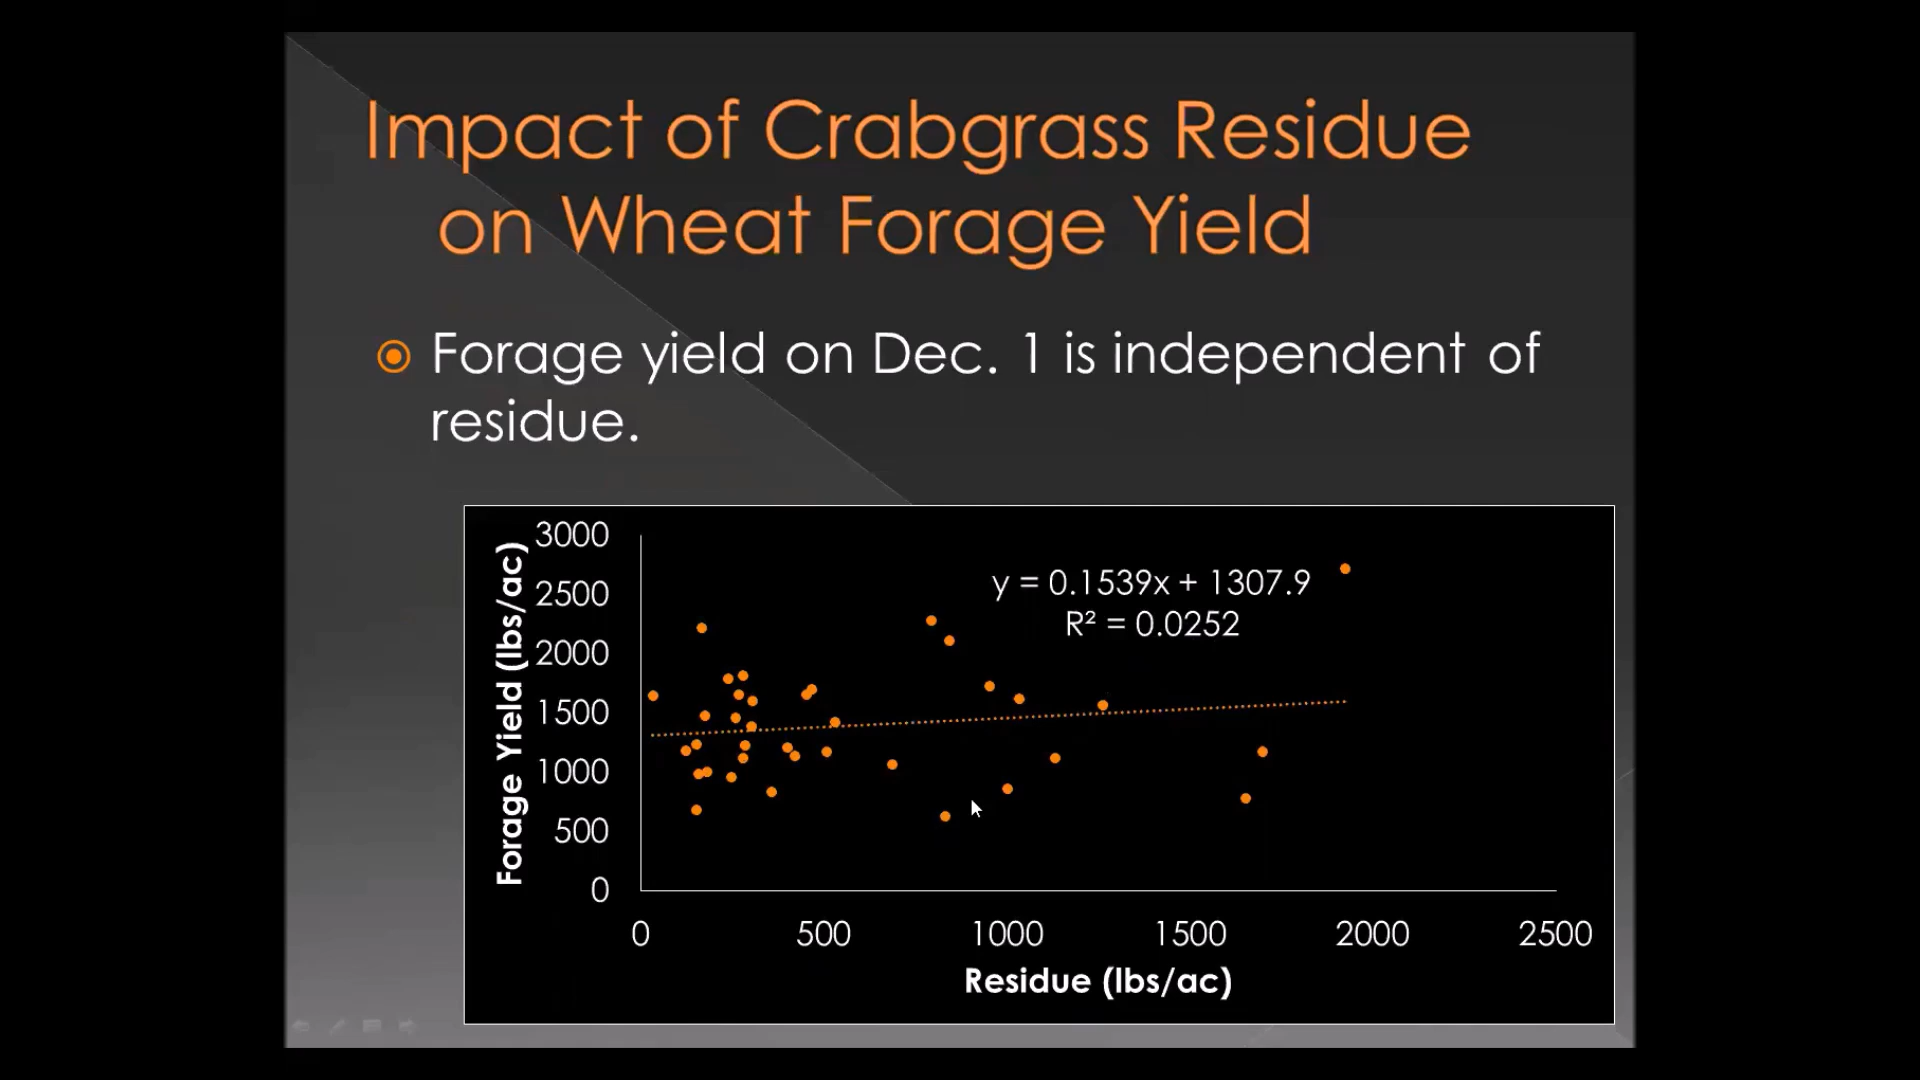 Impact of Crabgrass Residue
on Wheat Forage Yield
Forage yield on Dec. 1 is independent of
residue.
Forage Yield (lbs/ac)
3000
2500
2000
1500
1000
500
0
y = 0.1539x + 1307.9
R² = 0.0252
0 500 1000 1500 2000 2500
Residue (lbs/ac)